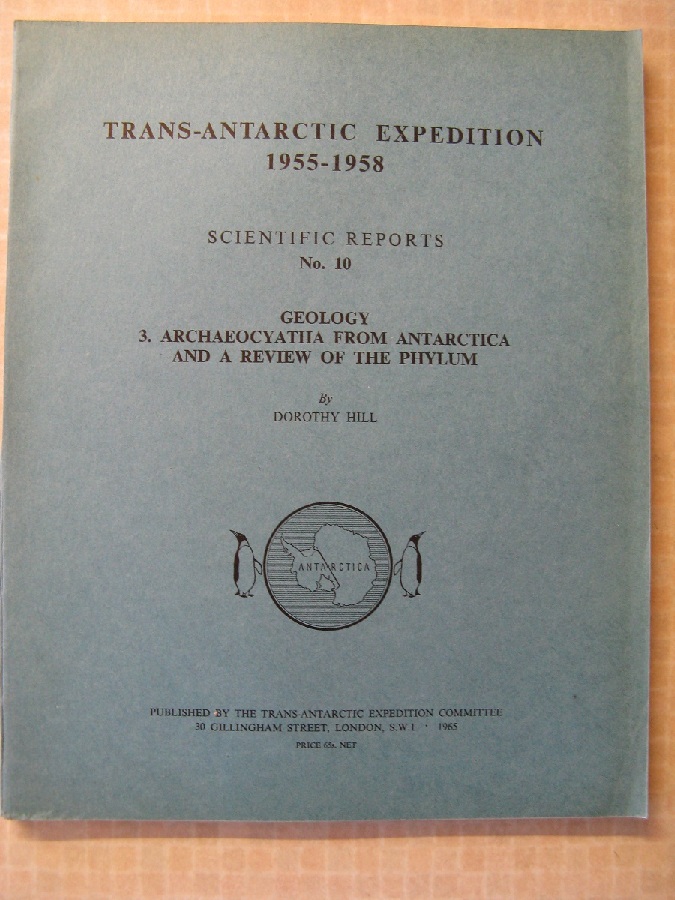 TRANS-ANTARCTIC EXPEDITION
1955-1958
SCIENTIFIC REPORTS
No. 10
GEOLOGY
3. ARCHAEOCYATHA FROM ANTARCTICA
AND A REVIEW OF THE PHYLUM
By
DOROTHY HILL
ANTARCTICA
PUBLISHED BY THE TRANS-ANTARCTIC EXPEDITION COMMITTEE
30 GILLINGHAM STREET, LONDON, S.W.1. · 1965
PRICE 65s. NET